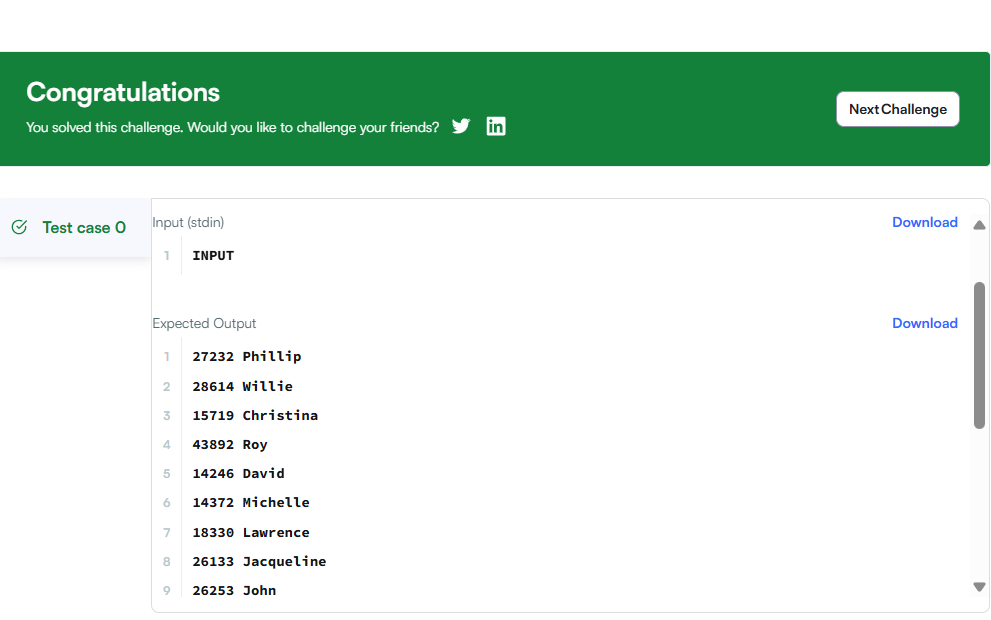 Congratulations
You solved this challenge. Would you like to challenge your friends?
Next Challenge
Test case 0
Input (stdin)
Download
1 INPUT
Expected Output
Download
1 27232 Phillip
2 28614 Willie
3 15719 Christina
4 43892 Roy
5 14246 David
6 14372 Michelle
7 18330 Lawrence
8 26133 Jacqueline
9 26253 John